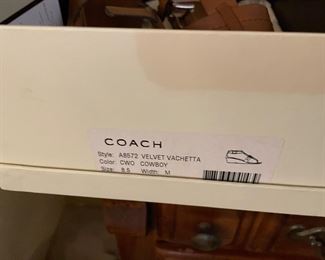 COACH
Style: A8572 VELVET VACHETTA
Color: CWO COWBOY
Size: 8.5 Width: M